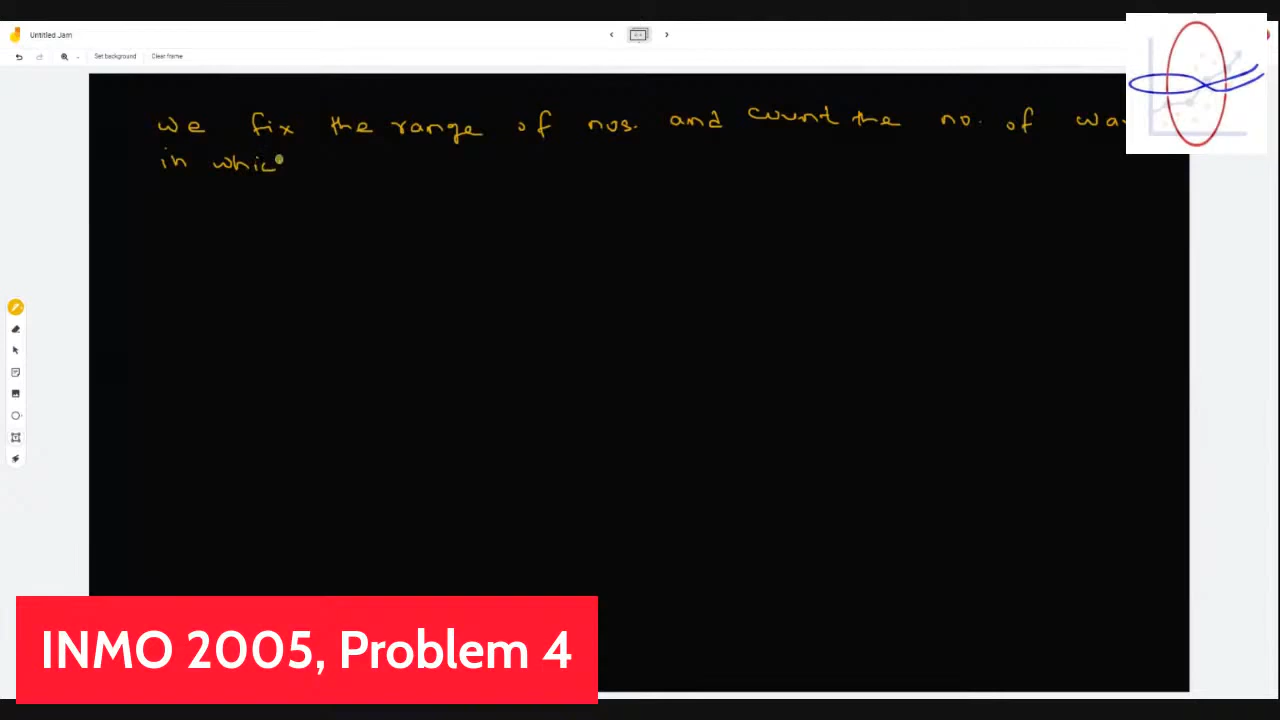 Untitled Jam
Set background
Clear frame
we fix the range of nos. and count the no. of
in whic
INMO 2005, Problem 4